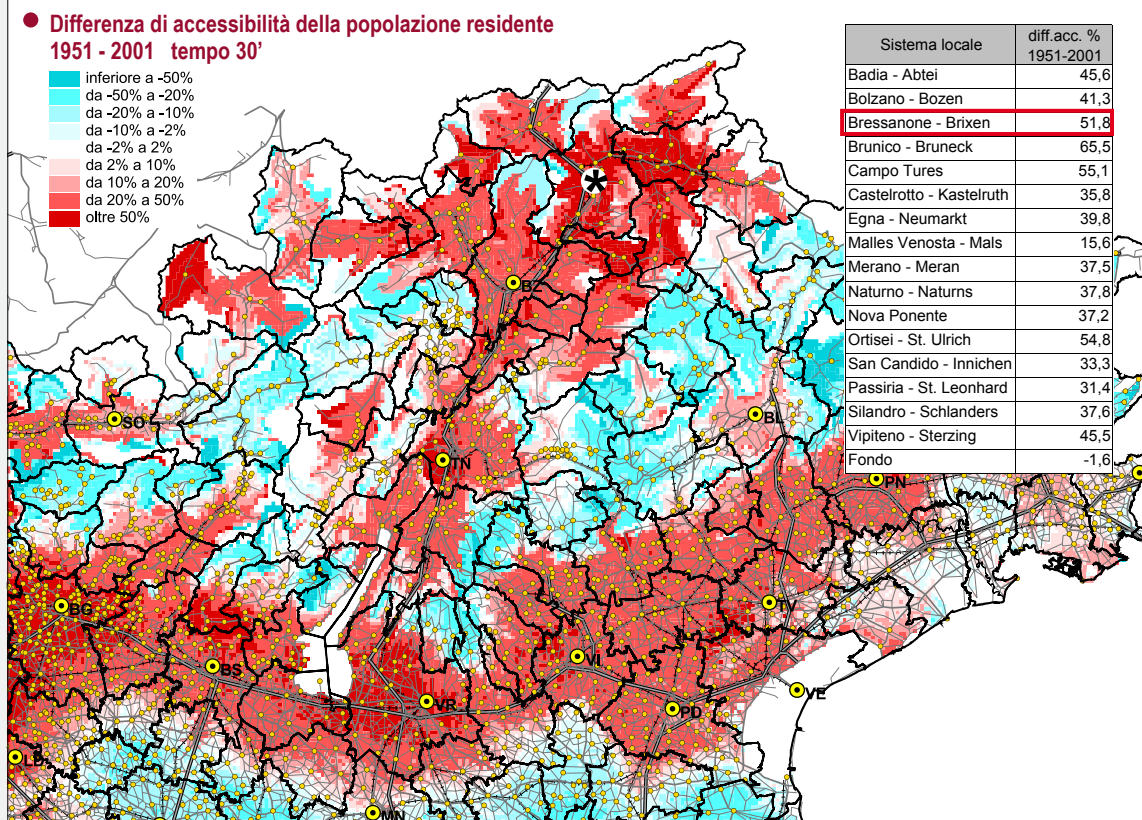 Differenza di accessibilità della popolazione residente
1951 - 2001 tempo 30'
inferiore a -50%
da -50% a -20%
da -20% a -10%
da -10% a -2%
da -2% a 2%
da 2% a 10%
da 10% a 20%
da 20% a 50%
oltre 50%
Sistema locale diff.acc. % 1951-2001
Badia - Abtei 45,6
Bolzano - Bozen 41,3
Bressanone - Brixen 51,8
Brunico - Bruneck 65,5
Campo Tures 55,1
Castelrotto - Kastelruth 35,8
Egna - Neumarkt 39,8
Malles Venosta - Mals 15,6
Merano - Meran 37,5
Naturno - Naturns 37,8
Nova Ponente 37,2
Ortisei - St. Ulrich 54,8
San Candido - Innichen 33,3
Passiria - St. Leonhard 31,4
Silandro - Schlanders 37,6
Vipiteno - Sterzing 45,5
Fondo -1,6
*
BZ
SO
BL
TN
PN
BG
TV
VI
BS
VE
VR
PD
LO
MN